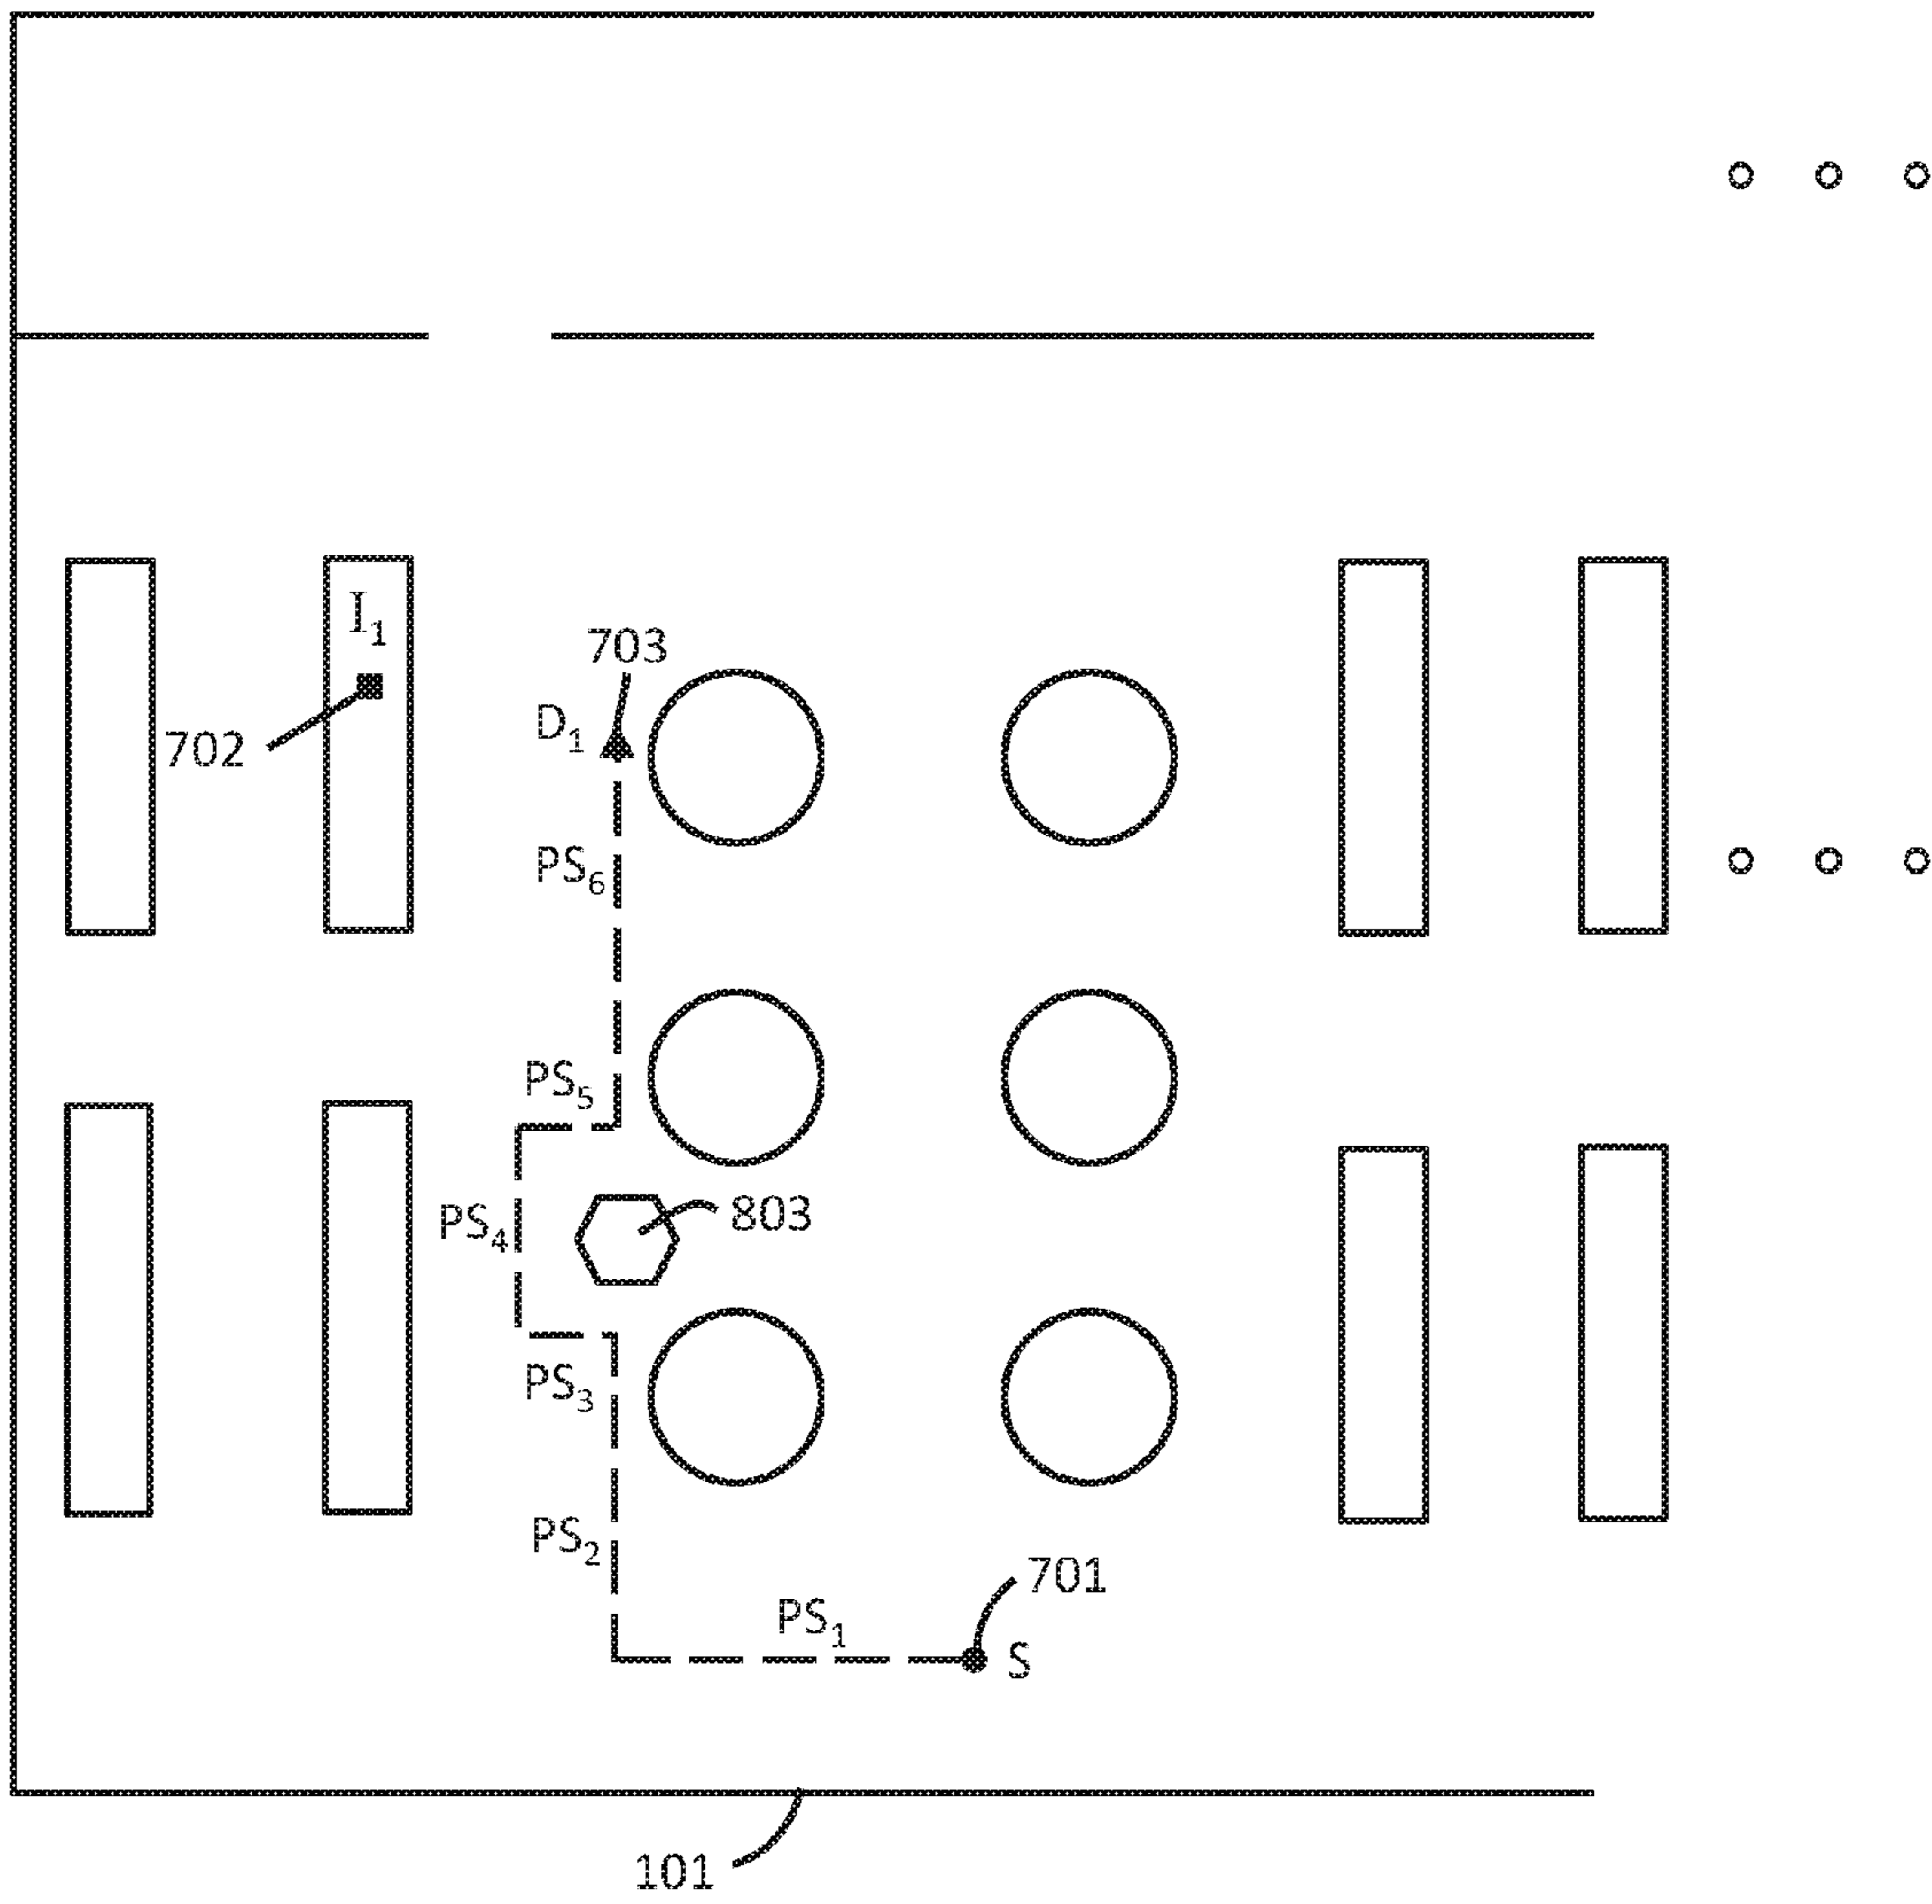 I₁
703
D₁
702
PS₆
PS₅
PS₄
803
PS₃
PS₂
701
PS₁
S
101